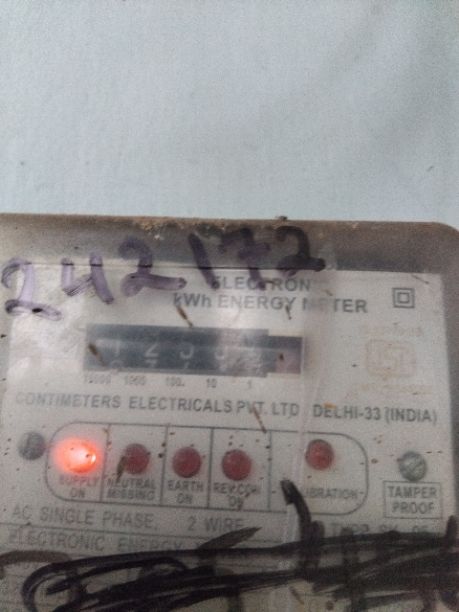 242172
ELECTRON
kWh ENERGY METER
ISI
10000 1000 100 10 1
CONTIMETERS ELECTRICALS PVT. LTD DELHI-33 (INDIA)
SUPPLY ON
NEUTRAL MISSING
EARTH ON
REV.CON ON
TAMPER PROOF
AC SINGLE PHASE, 2 WIRE
ELECTRONIC ENERGY